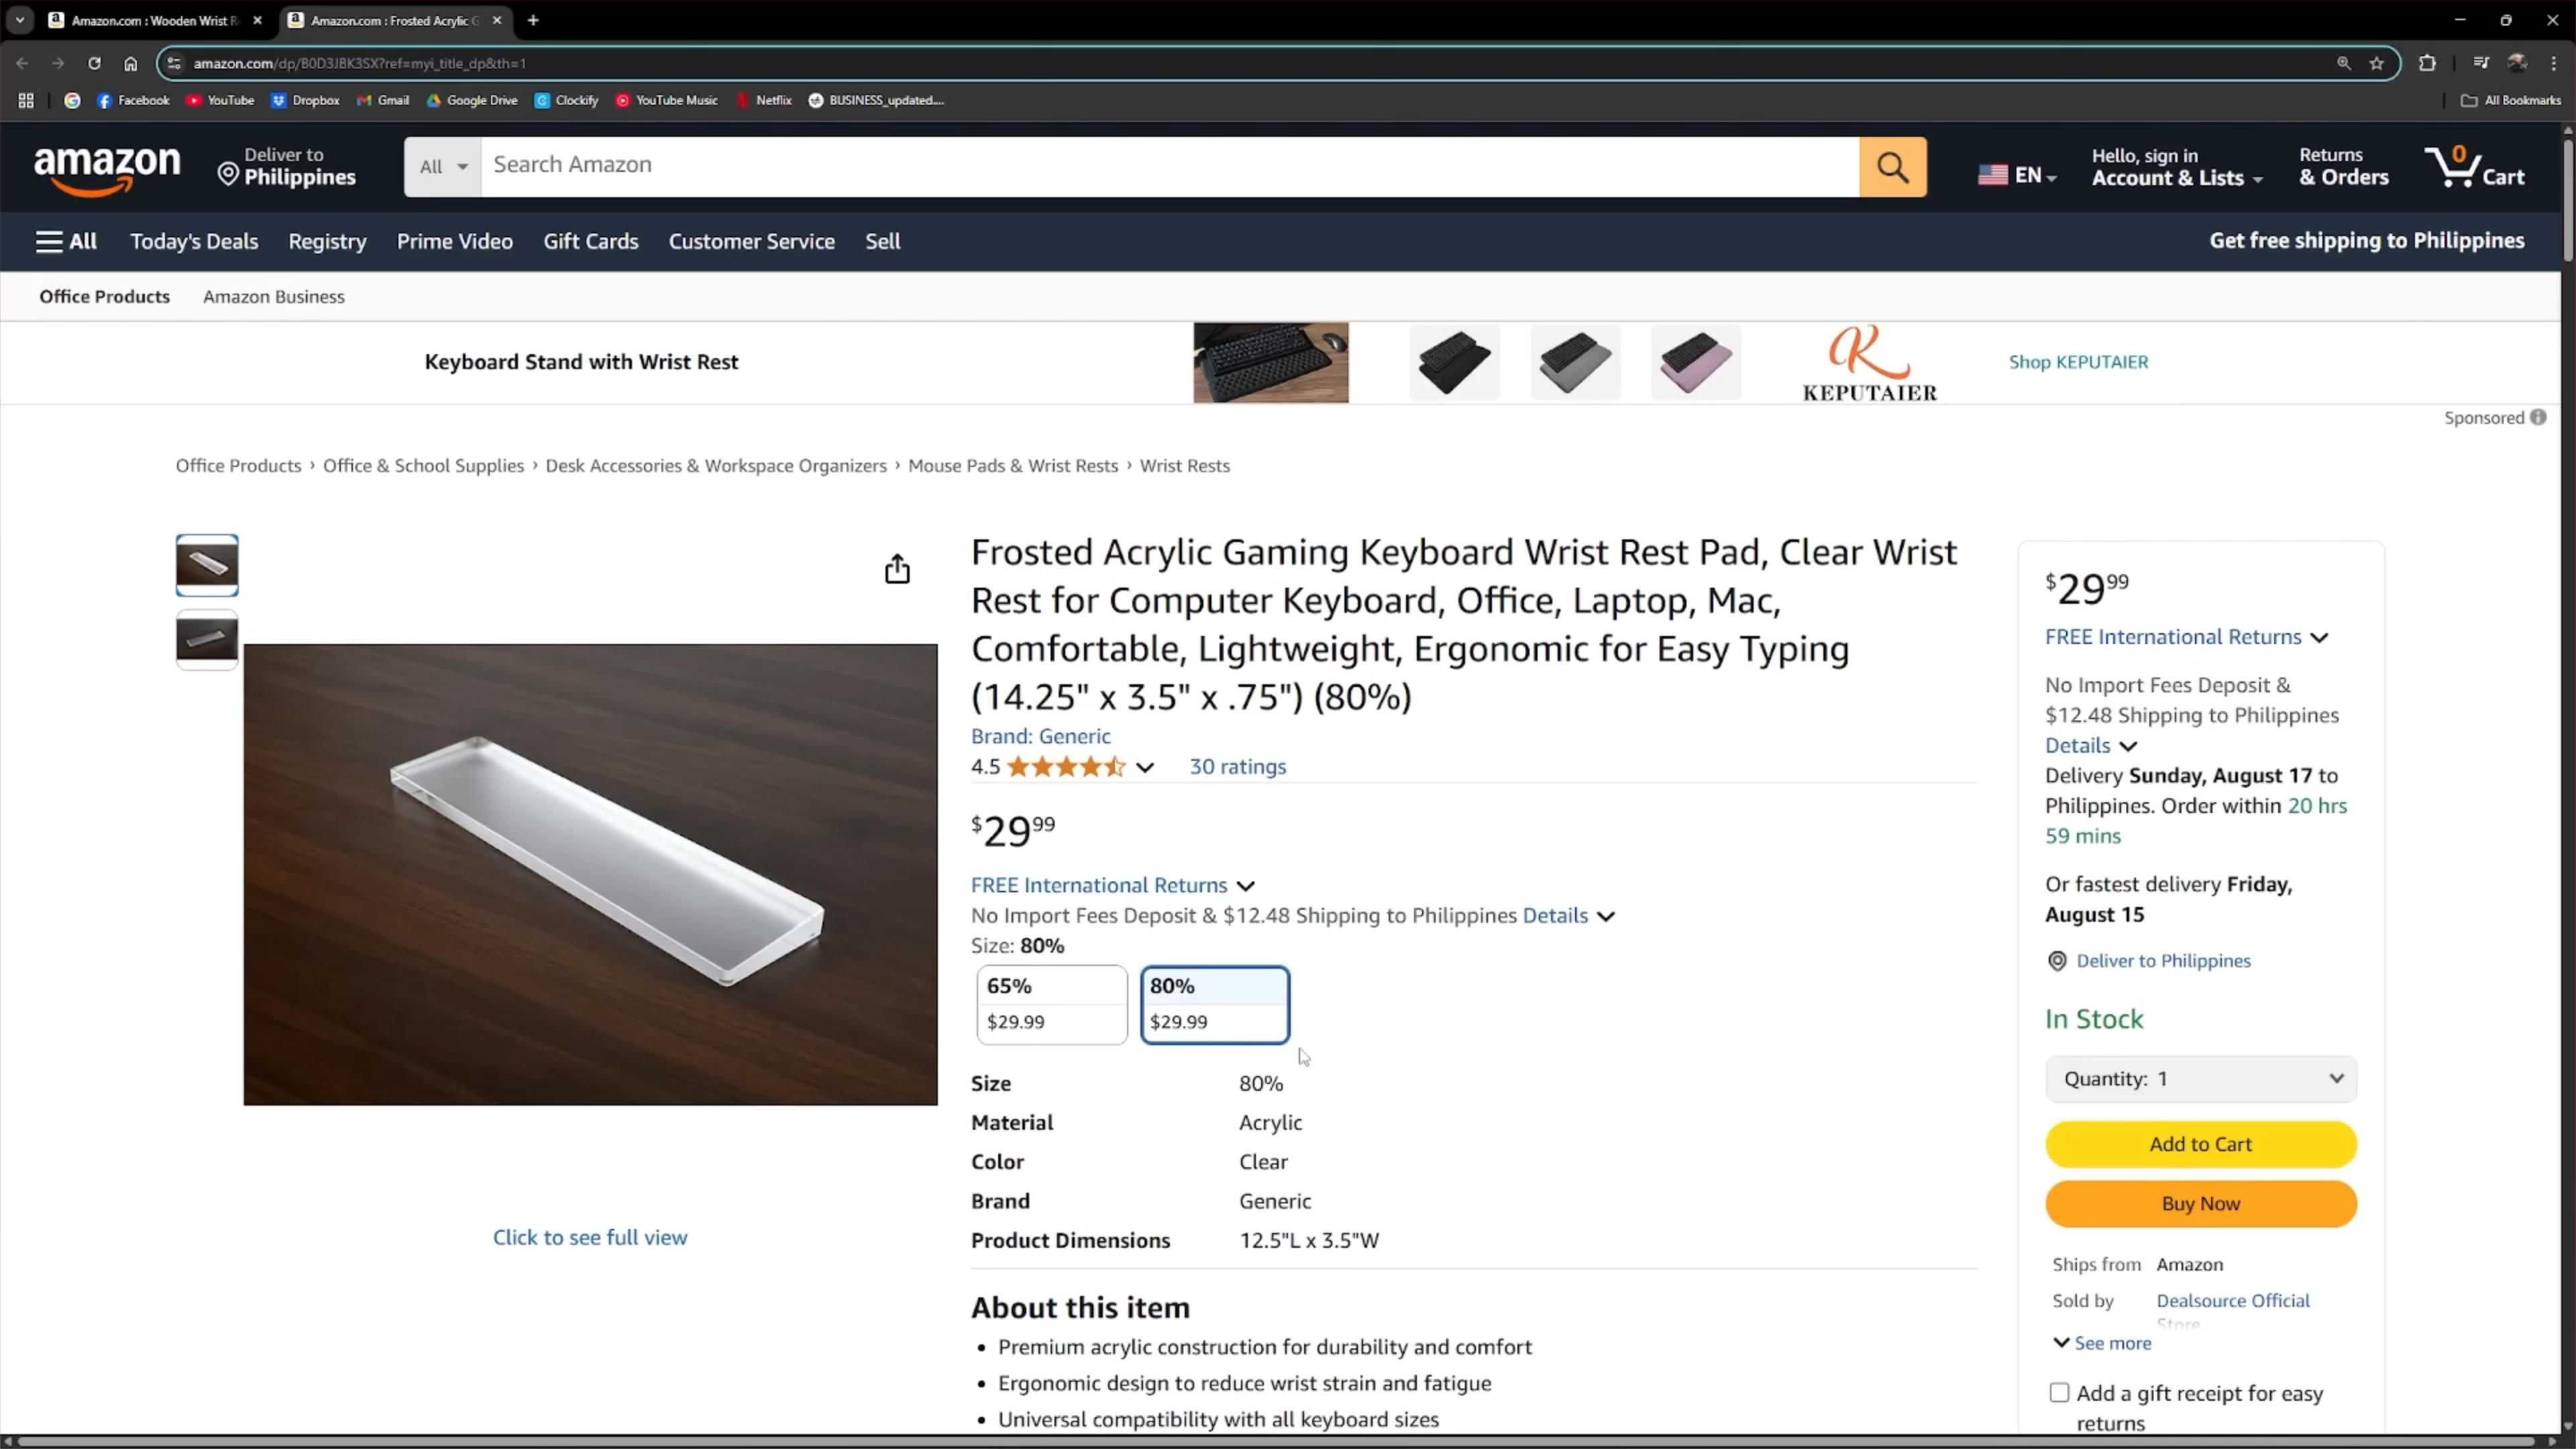 Amazon.com : Wooden Wrist R
Amazon.com : Frosted Acrylic G
amazon.com/dp/B0D3JBK3SX?ref=myi_title_dp&th=1
Facebook
YouTube
Dropbox
Gmail
Google Drive
Clockify
YouTube Music
Netflix
BUSINESS_updated....
All Bookmarks
amazon
Deliver to
Philippines
All
Search Amazon
EN
Hello, sign in
Account & Lists
Returns
& Orders
0
Cart
All
Today's Deals
Registry
Prime Video
Gift Cards
Customer Service
Sell
Get free shipping to Philippines
Office Products
Amazon Business
Keyboard Stand with Wrist Rest
K
KEPUTAIER
Shop KEPUTAIER
Sponsored
Office Products › Office & School Supplies › Desk Accessories & Workspace Organizers › Mouse Pads & Wrist Rests › Wrist Rests
Click to see full view
Frosted Acrylic Gaming Keyboard Wrist Rest Pad, Clear Wrist
Rest for Computer Keyboard, Office, Laptop, Mac,
Comfortable, Lightweight, Ergonomic for Easy Typing
(14.25" x 3.5" x .75") (80%)
Brand: Generic
4.5
30 ratings
$29 99
FREE International Returns
No Import Fees Deposit & $12.48 Shipping to Philippines Details
Size: 80%
65%
$29.99
80%
$29.99
Size 80%
Material Acrylic
Color Clear
Brand Generic
Product Dimensions 12.5"L x 3.5"W
About this item
• Premium acrylic construction for durability and comfort
• Ergonomic design to reduce wrist strain and fatigue
• Universal compatibility with all keyboard sizes
$29 99
FREE International Returns
No Import Fees Deposit &
$12.48 Shipping to Philippines
Details
Delivery Sunday, August 17 to
Philippines. Order within 20 hrs
59 mins
Or fastest delivery Friday,
August 15
Deliver to Philippines
In Stock
Quantity: 1
Add to Cart
Buy Now
Ships from Amazon
Sold by Dealsource Official
Store
See more
Add a gift receipt for easy
returns